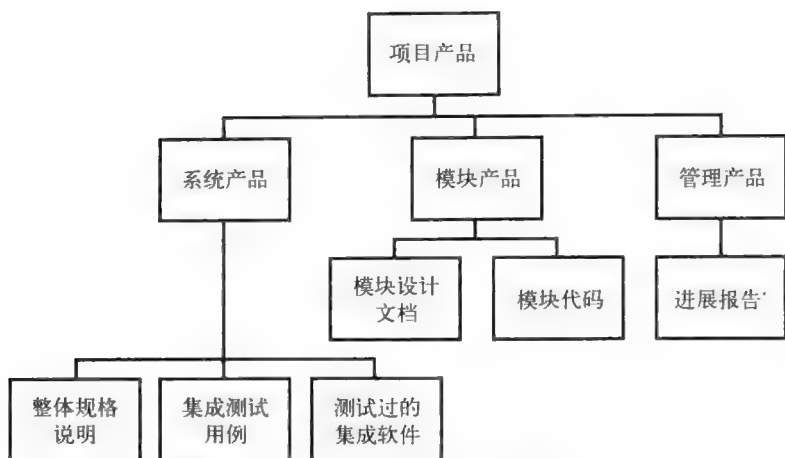 项目产品
系统产品
模块产品
管理产品
模块设计
文档
模块代码
进展报告
整体规格
说明
集成测试
用例
测试过的
集成软件